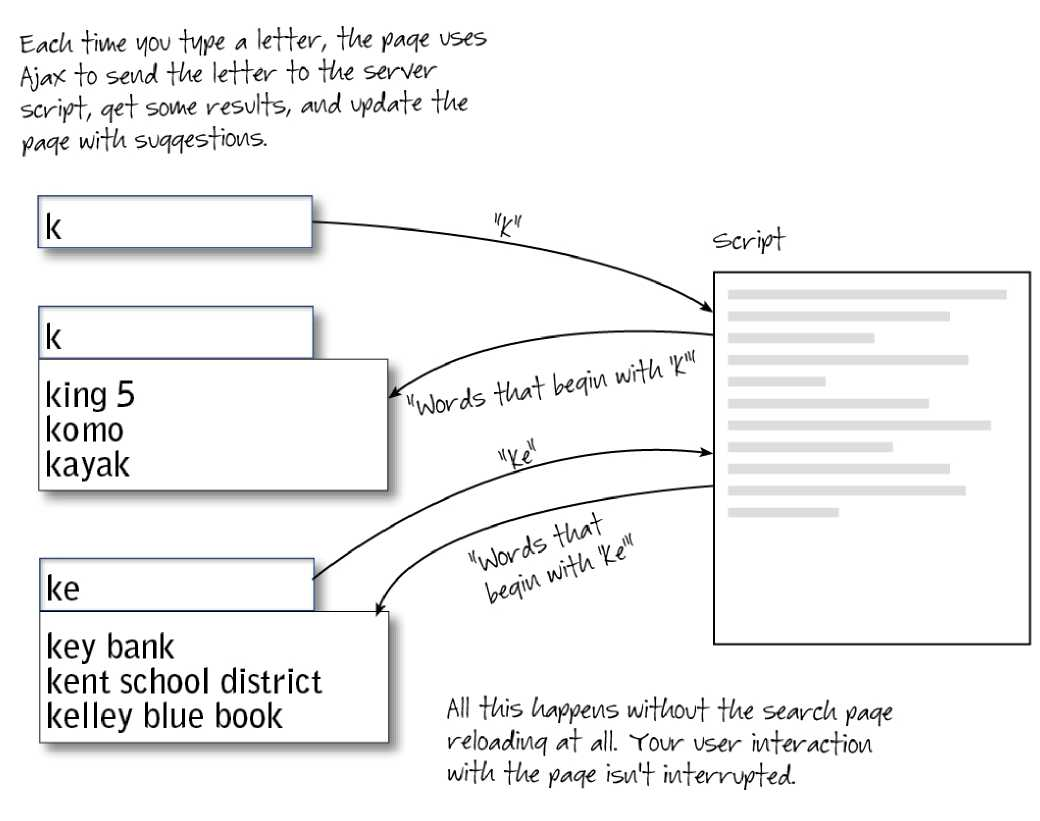 Each time you type a letter, the page uses
Ajax to send the letter to the server
script, get some results, and update the
page with suggestions.
k
"k"
Script
k
king 5
komo
kayak
"Words that begin with 'k'"
"ke"
"Words that
begin with 'ke'"
ke
key bank
kent school district
kelley blue book
All this happens without the search page
reloading at all. Your user interaction
with the page isn't interrupted.